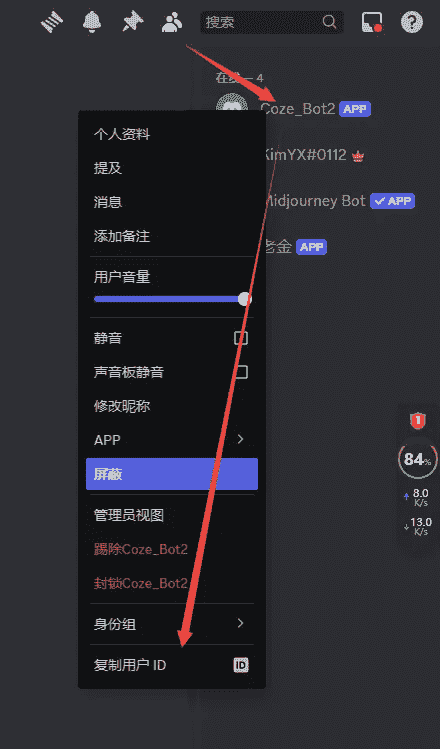 搜索
在线 – 4
Coze_Bot2 APP
KimYX#0112
Midjourney Bot APP
老金 APP
个人资料
提及
消息
添加备注
用户音量
静音
声音板静音
修改昵称
APP
屏蔽
管理员视图
踢除Coze_Bot2
封锁Coze_Bot2
身份组
复制用户 ID
ID
1
84%
8.0
K/s
13.0
K/s